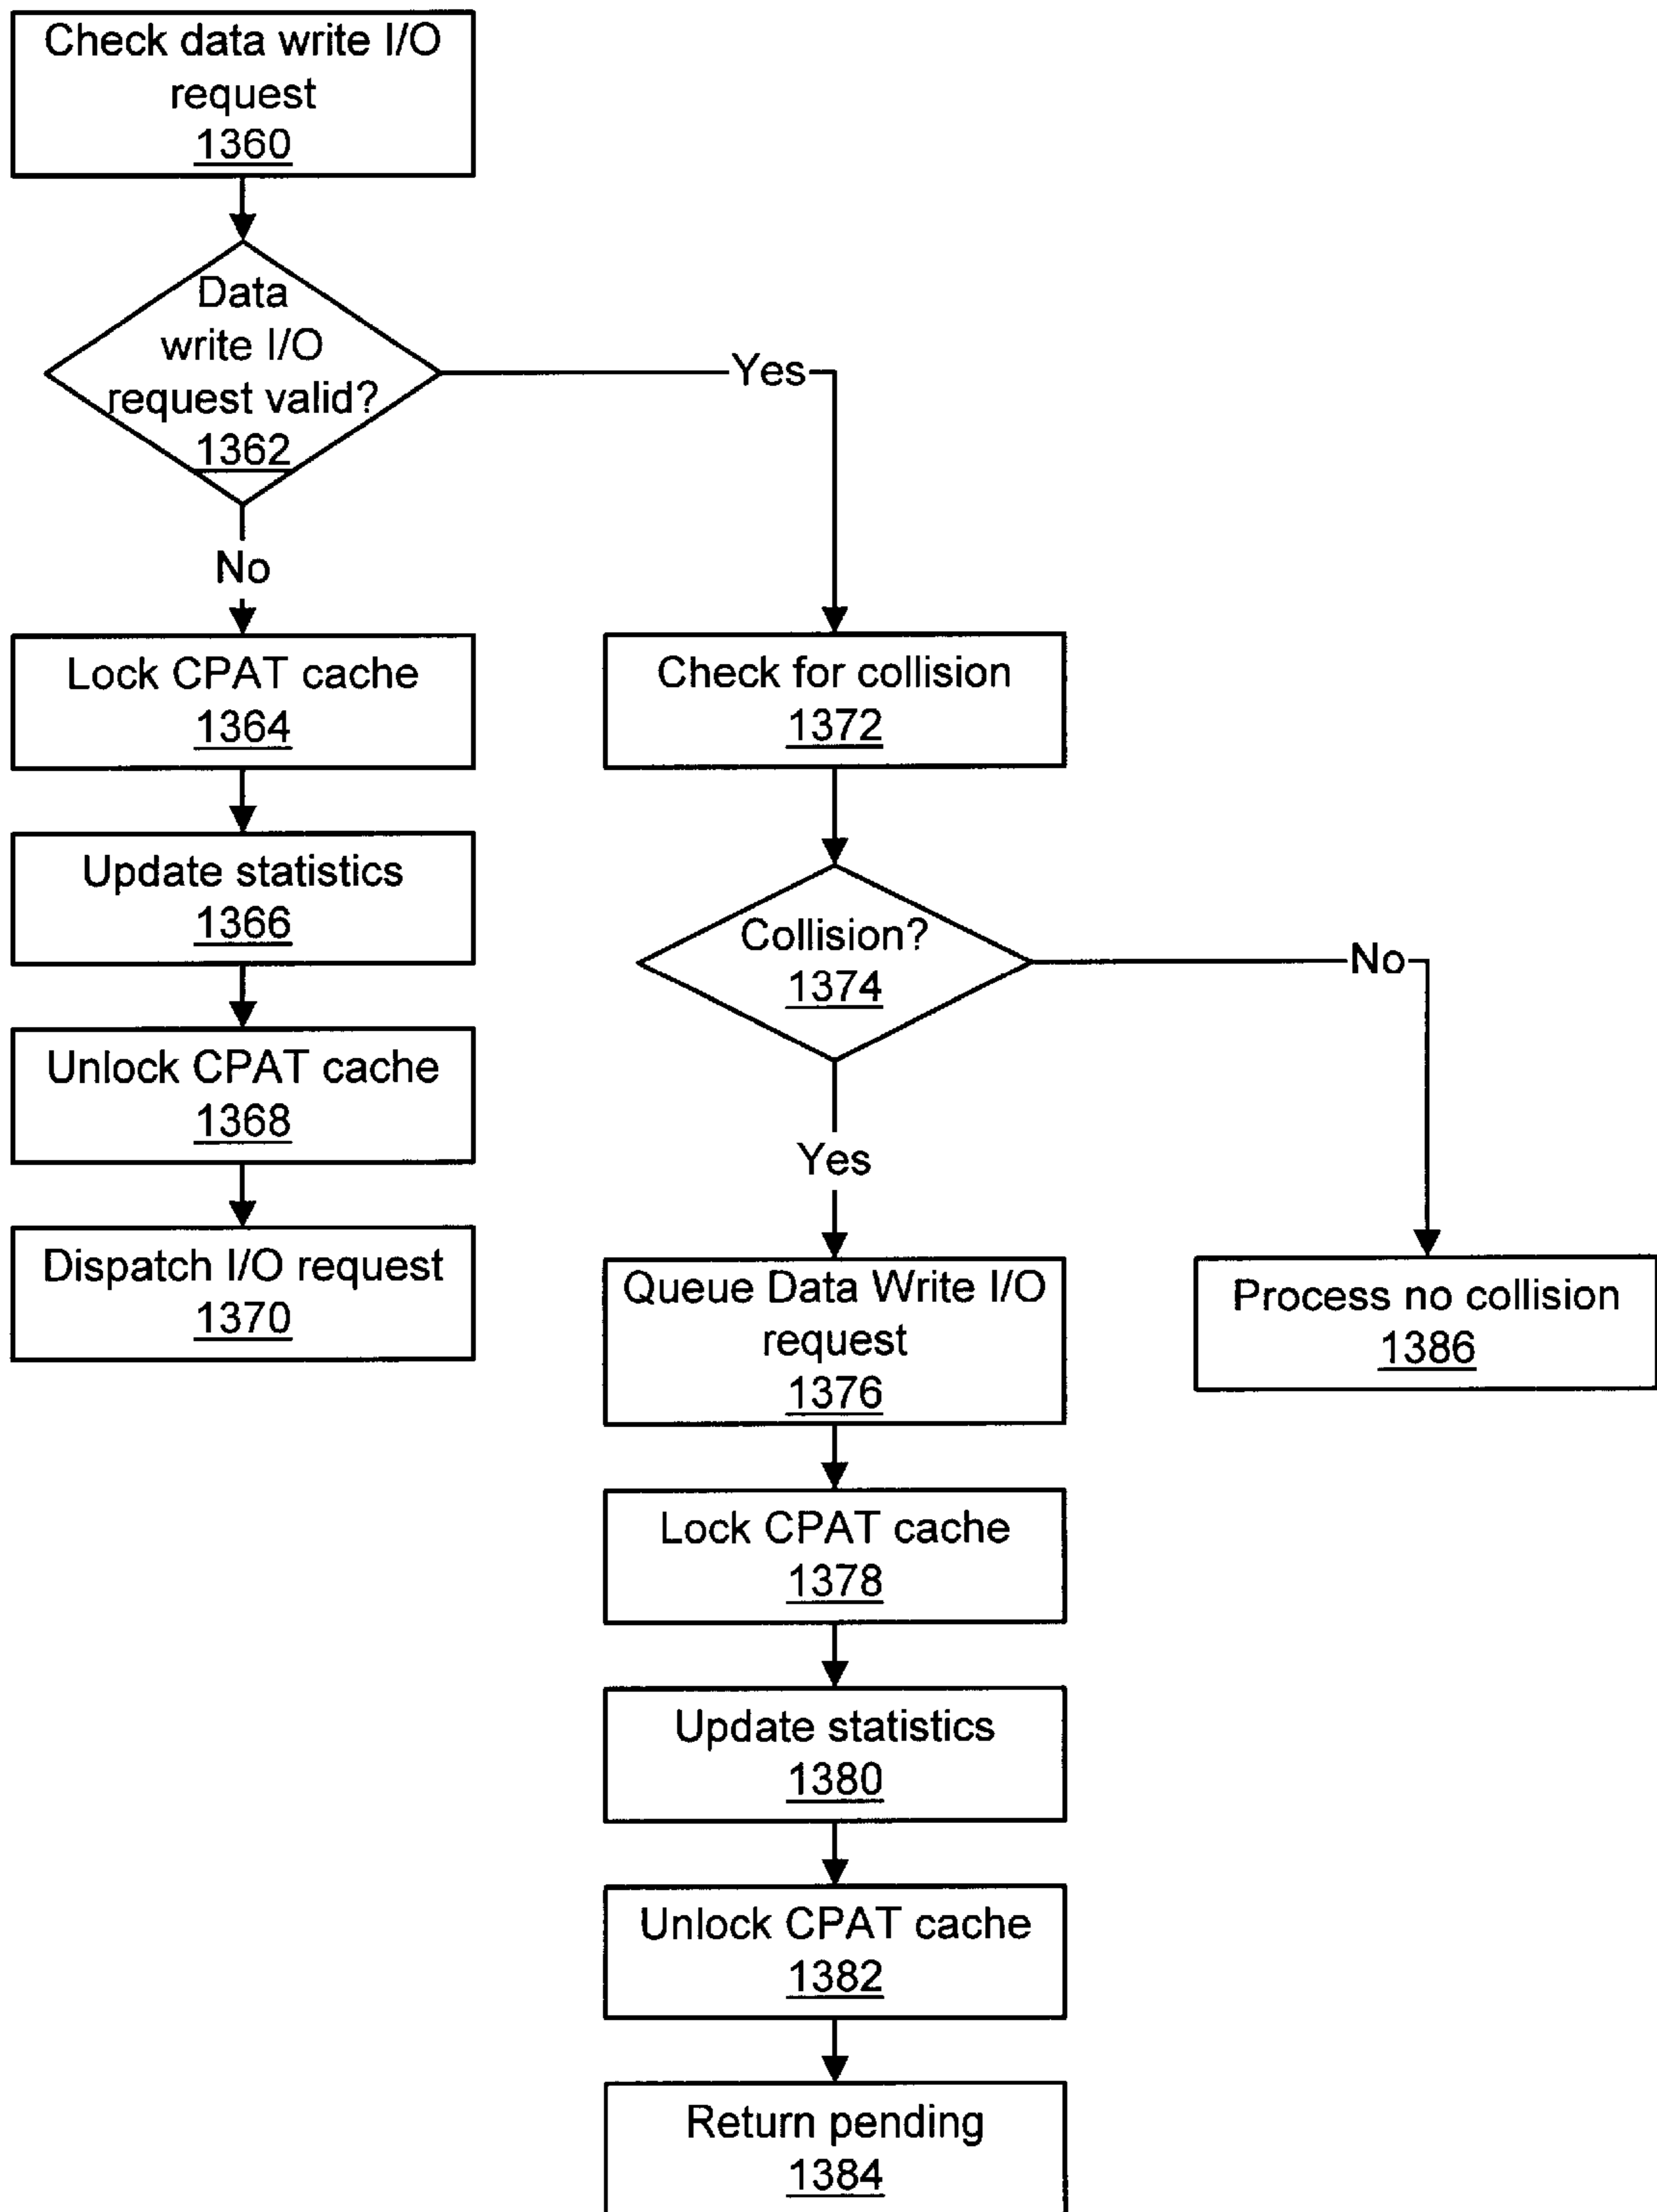 Check data write I/O
request
1360
Data
write I/O
request valid?
1362
Yes
No
Lock CPAT cache
1364
Update statistics
1366
Unlock CPAT cache
1368
Dispatch I/O request
1370
Check for collision
1372
Collision?
1374
No
Yes
Queue Data Write I/O
request
1376
Lock CPAT cache
1378
Update statistics
1380
Unlock CPAT cache
1382
Return pending
1384
Process no collision
1386